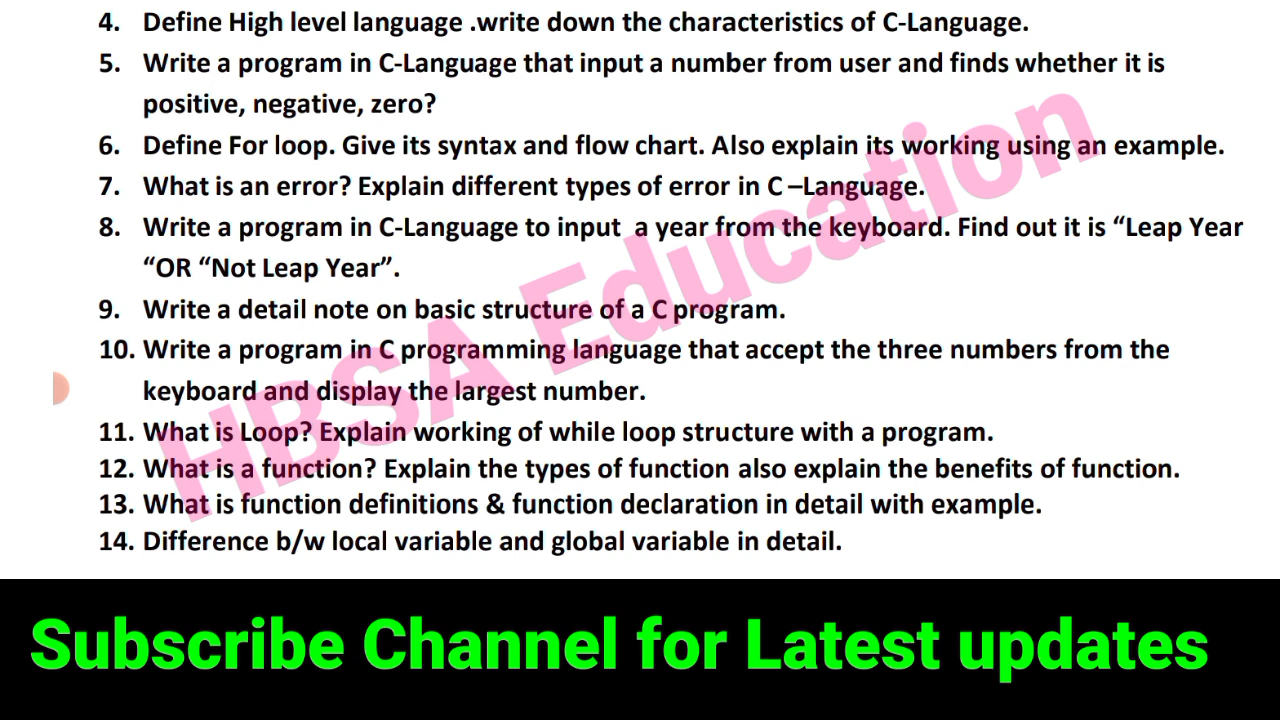 4. Define High level language .write down the characteristics of C-Language.
5. Write a program in C-Language that input a number from user and finds whether it is
positive, negative, zero?
6. Define For loop. Give its syntax and flow chart. Also explain its working using an example.
7. What is an error? Explain different types of error in C –Language.
8. Write a program in C-Language to input  a year from the keyboard. Find out it is “Leap Year
“OR “Not Leap Year”.
9. Write a detail note on basic structure of a C program.
10. Write a program in C programming language that accept the three numbers from the
keyboard and display the largest number.
11. What is Loop? Explain working of while loop structure with a program.
12. What is a function? Explain the types of function also explain the benefits of function.
13. What is function definitions & function declaration in detail with example.
14. Difference b/w local variable and global variable in detail.
HBSA Education
Subscribe Channel for Latest updates